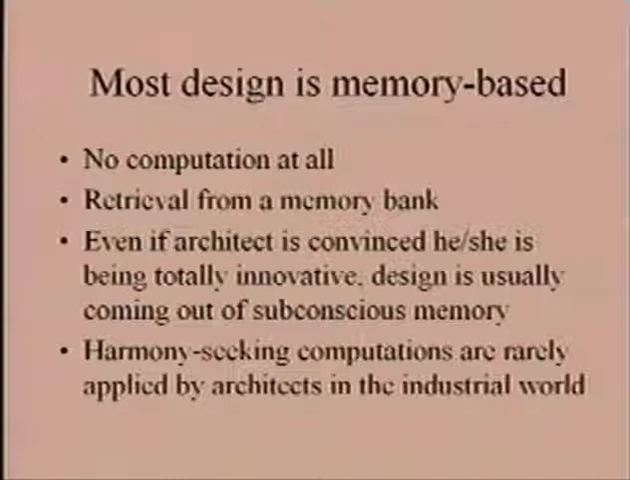 Most design is memory-based
• No computation at all
• Retrieval from a memory bank
• Even if architect is convinced he/she is
being totally innovative, design is usually
coming out of subconscious memory
• Harmony-seeking computations are rarely
applied by architects in the industrial world